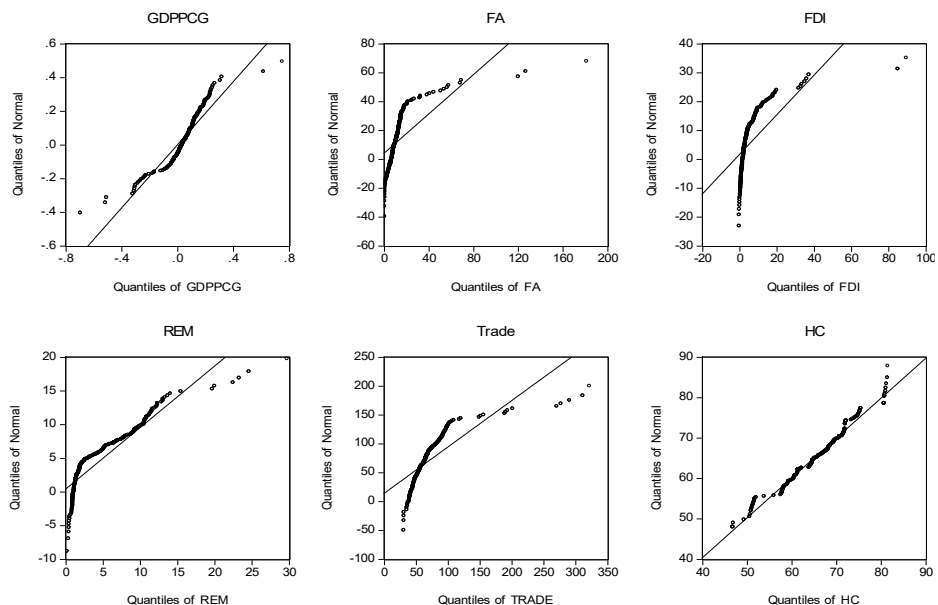 GDPPCG
.6
.4
.2
.0
-.2
-.4
-.6
-.8 -.4 .0 .4 .8
Quantiles of Normal
Quantiles of GDPPCG
FA
80
60
40
20
0
-20
-40
-60
0 40 80 120 160 200
Quantiles of Normal
Quantiles of FA
FDI
40
30
20
10
0
-10
-20
-30
-20 0 20 40 60 80 100
Quantiles of Normal
Quantiles of FDI
REM
20
15
10
5
0
-5
-10
0 5 10 15 20 25 30
Quantiles of Normal
Quantiles of REM
Trade
250
200
150
100
50
0
-50
-100
0 50 100 150 200 250 300 350
Quantiles of Normal
Quantiles of TRADE
HC
90
80
70
60
50
40
40 50 60 70 80 90
Quantiles of Normal
Quantiles of HC